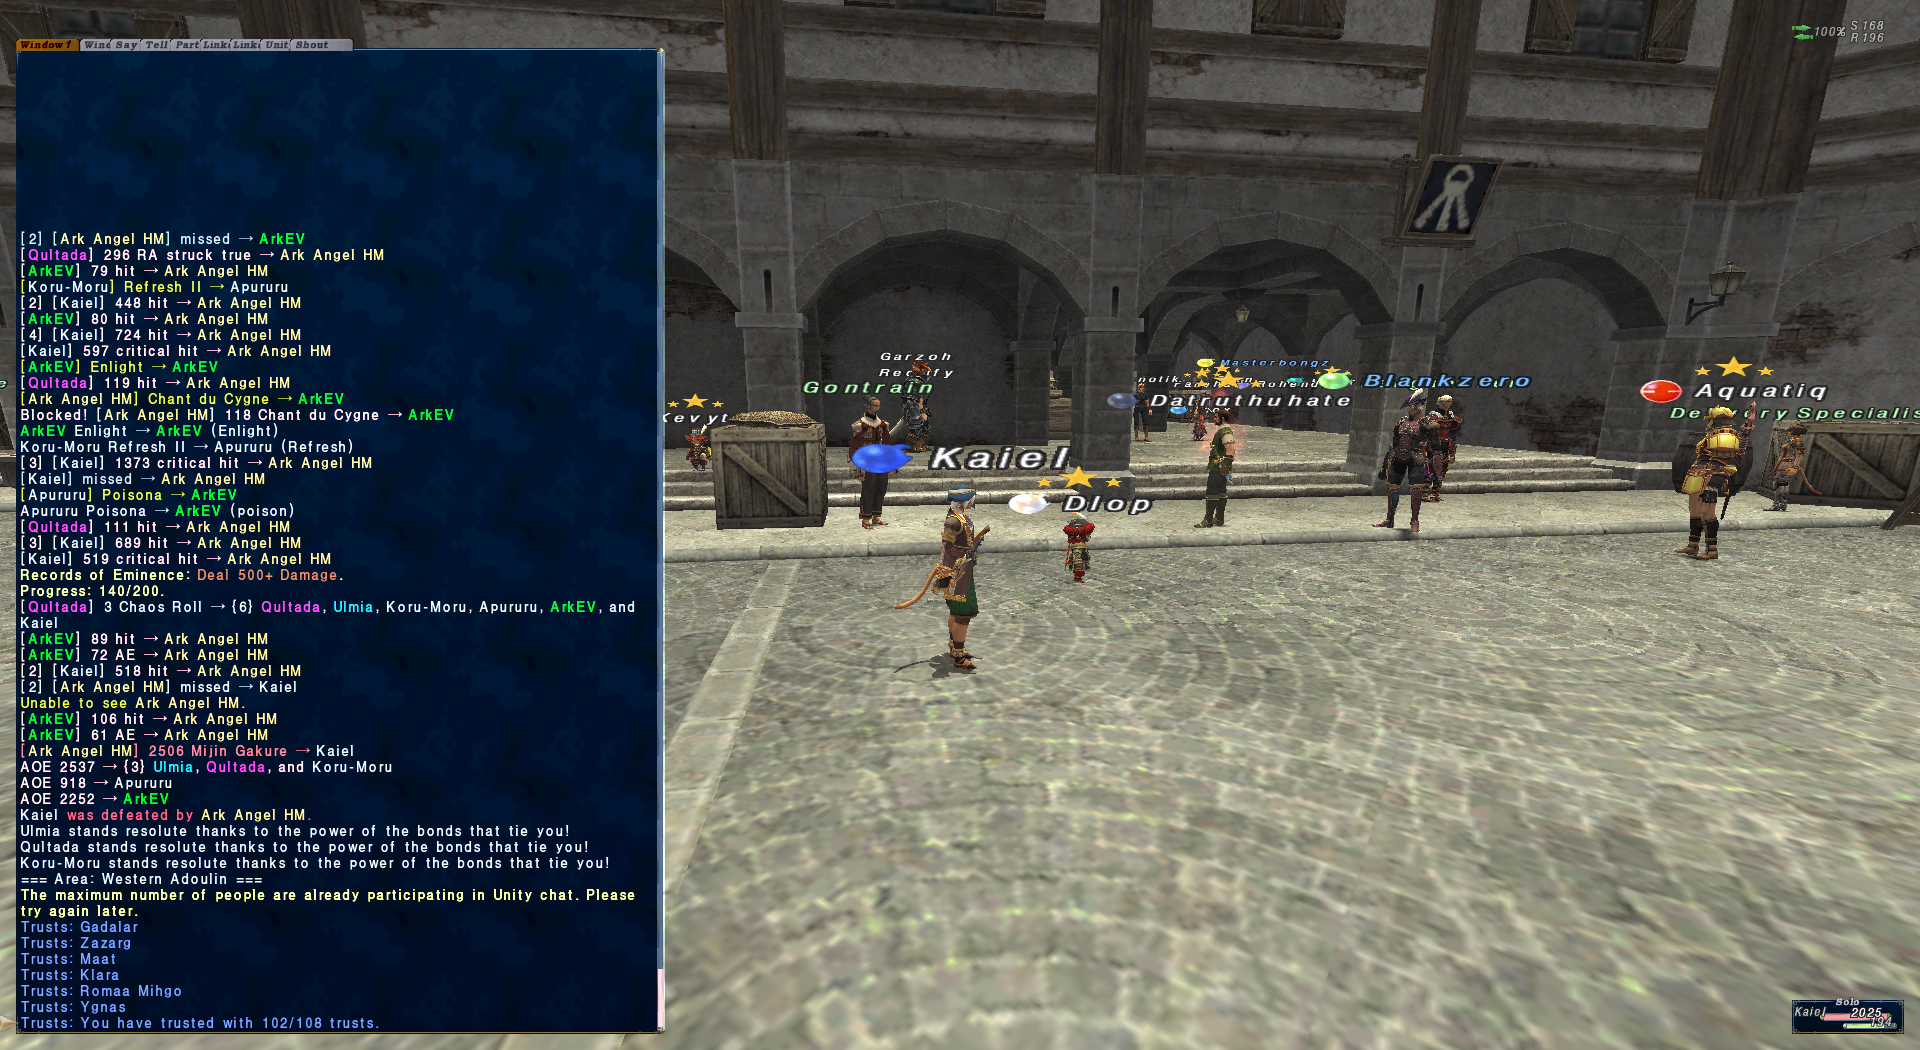 Window 1 Wind Say Tell Part Link Link Unit Shout
[2] [Ark Angel HM] missed → ArkEV
[Qultada] 296 RA struck true → Ark Angel HM
[ArkEV] 79 hit → Ark Angel HM
[Koru-Moru] Refresh II → Apururu
[2] [Kaiel] 448 hit → Ark Angel HM
[ArkEV] 80 hit → Ark Angel HM
[4] [Kaiel] 724 hit → Ark Angel HM
[Kaiel] 597 critical hit → Ark Angel HM
[ArkEV] Enlight → ArkEV
[Qultada] 119 hit → Ark Angel HM
[Ark Angel HM] Chant du Cygne → ArkEV
Blocked! [Ark Angel HM] 118 Chant du Cygne → ArkEV
ArkEV Enlight → ArkEV (Enlight)
Koru-Moru Refresh II → Apururu (Refresh)
[3] [Kaiel] 1373 critical hit → Ark Angel HM
[Kaiel] missed → Ark Angel HM
[Apururu] Poisona → ArkEV
Apururu Poisona → ArkEV (poison)
[Qultada] 111 hit → Ark Angel HM
[3] [Kaiel] 689 hit → Ark Angel HM
[Kaiel] 519 critical hit → Ark Angel HM
Records of Eminence: Deal 500+ Damage.
Progress: 140/200.
[Qultada] 3 Chaos Roll → {6} Qultada, Ulmia, Koru-Moru, Apururu, ArkEV, and
Kaiel
[ArkEV] 89 hit → Ark Angel HM
[ArkEV] 72 AE → Ark Angel HM
[2] [Kaiel] 518 hit → Ark Angel HM
[2] [Ark Angel HM] missed → Kaiel
Unable to see Ark Angel HM.
[ArkEV] 106 hit → Ark Angel HM
[ArkEV] 61 AE → Ark Angel HM
[Ark Angel HM] 2506 Mijin Gakure → Kaiel
AOE 2537 → {3} Ulmia, Qultada, and Koru-Moru
AOE 918 → Apururu
AOE 2252 → ArkEV
Kaiel was defeated by Ark Angel HM.
Ulmia stands resolute thanks to the power of the bonds that tie you!
Qultada stands resolute thanks to the power of the bonds that tie you!
Koru-Moru stands resolute thanks to the power of the bonds that tie you!
=== Area: Western Adoulin ===
The maximum number of people are already participating in Unity chat. Please
try again later.
Trusts: Gadalar
Trusts: Zazarg
Trusts: Maat
Trusts: Klara
Trusts: Romaa Mihgo
Trusts: Ygnas
Trusts: You have trusted with 102/108 trusts.
100% S 168
R 196
Garzoh
Gontrain
Masterbongz
Blankzero
Datruthuhate
Aquatiq
Kevyt
Kaiel
Dlop
Solo
Kaiel 2025
194